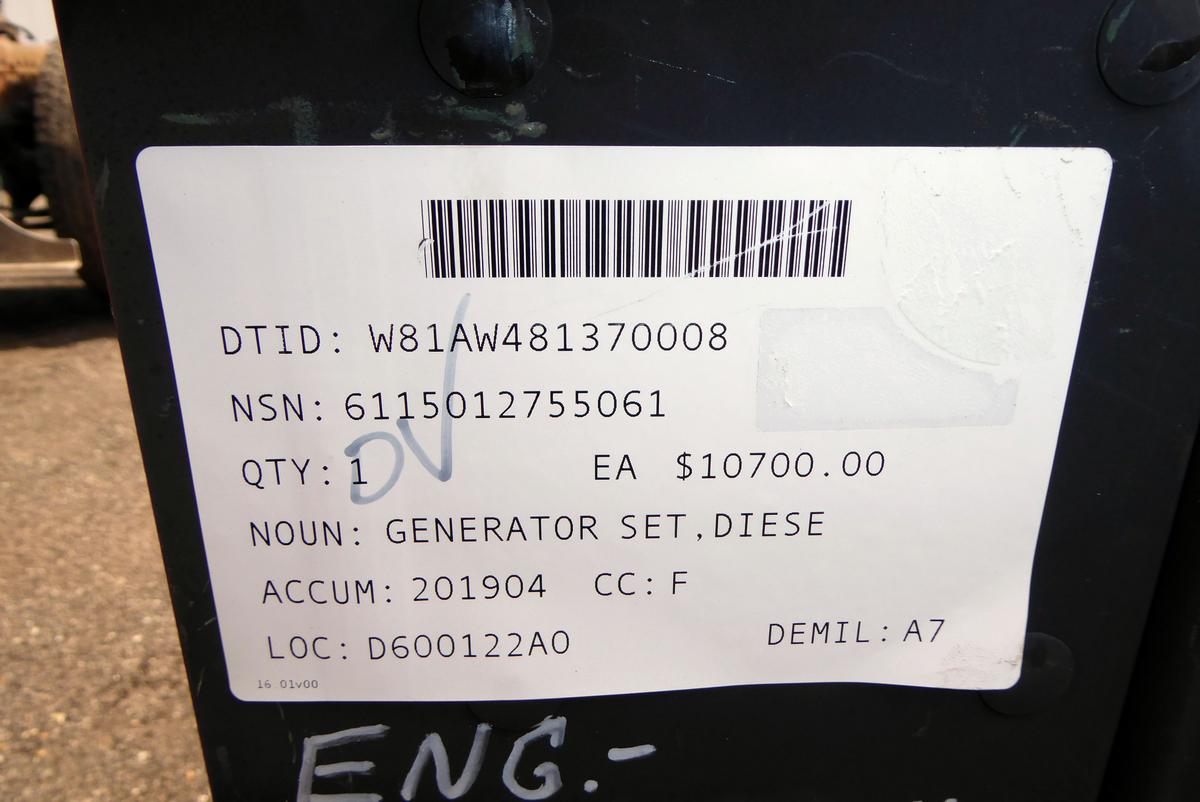 DTID: W81AW481370008
NSN: 6115012755061
QTY: 1 EA $10700.00
DV
NOUN: GENERATOR SET,DIESE
ACCUM: 201904 CC: F
LOC: D600122A0 DEMIL: A7
16.01v00
ENG.-